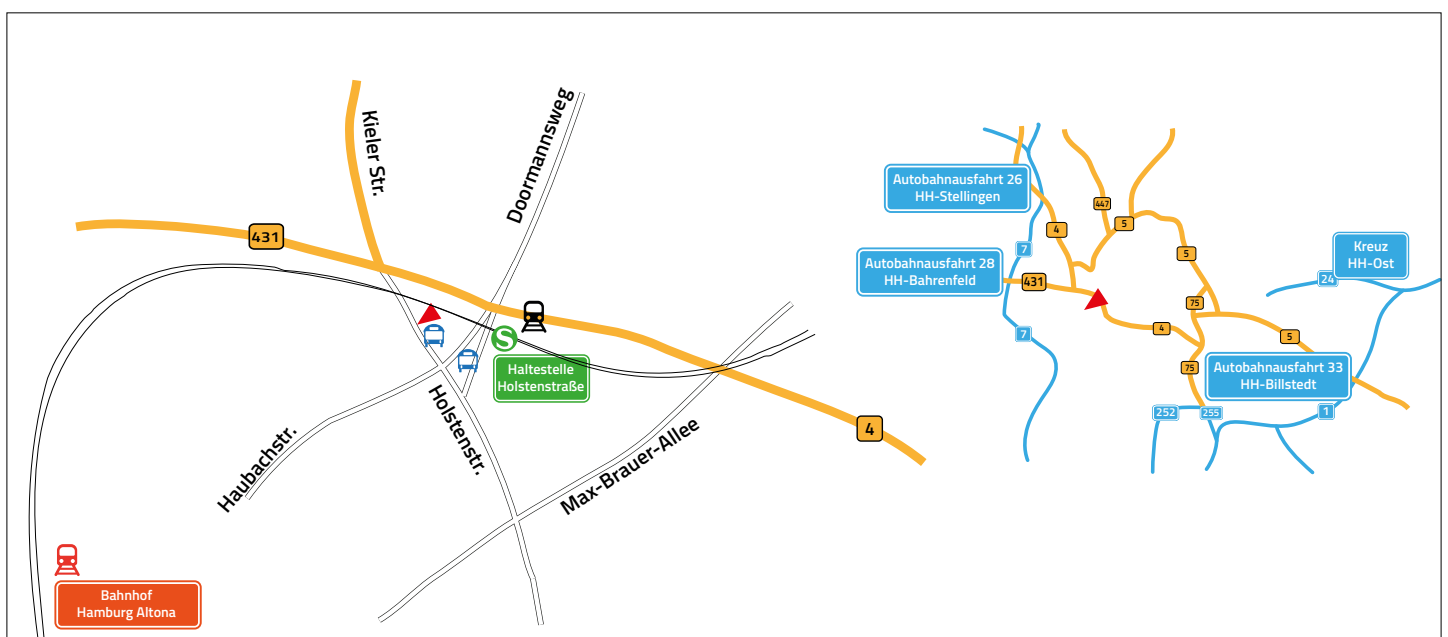 Kieler Str.
Doormannsweg
431
S
Haltestelle
Holstenstraße
Haubachstr.
Holstenstr.
Max-Brauer-Allee
4
Bahnhof
Hamburg Altona
Autobahnausfahrt 26
HH-Stellingen
447
4
5
7
5
Kreuz
HH-Ost
24
Autobahnausfahrt 28
HH-Bahrenfeld
431
75
7
4
5
75
Autobahnausfahrt 33
HH-Billstedt
252
255
1